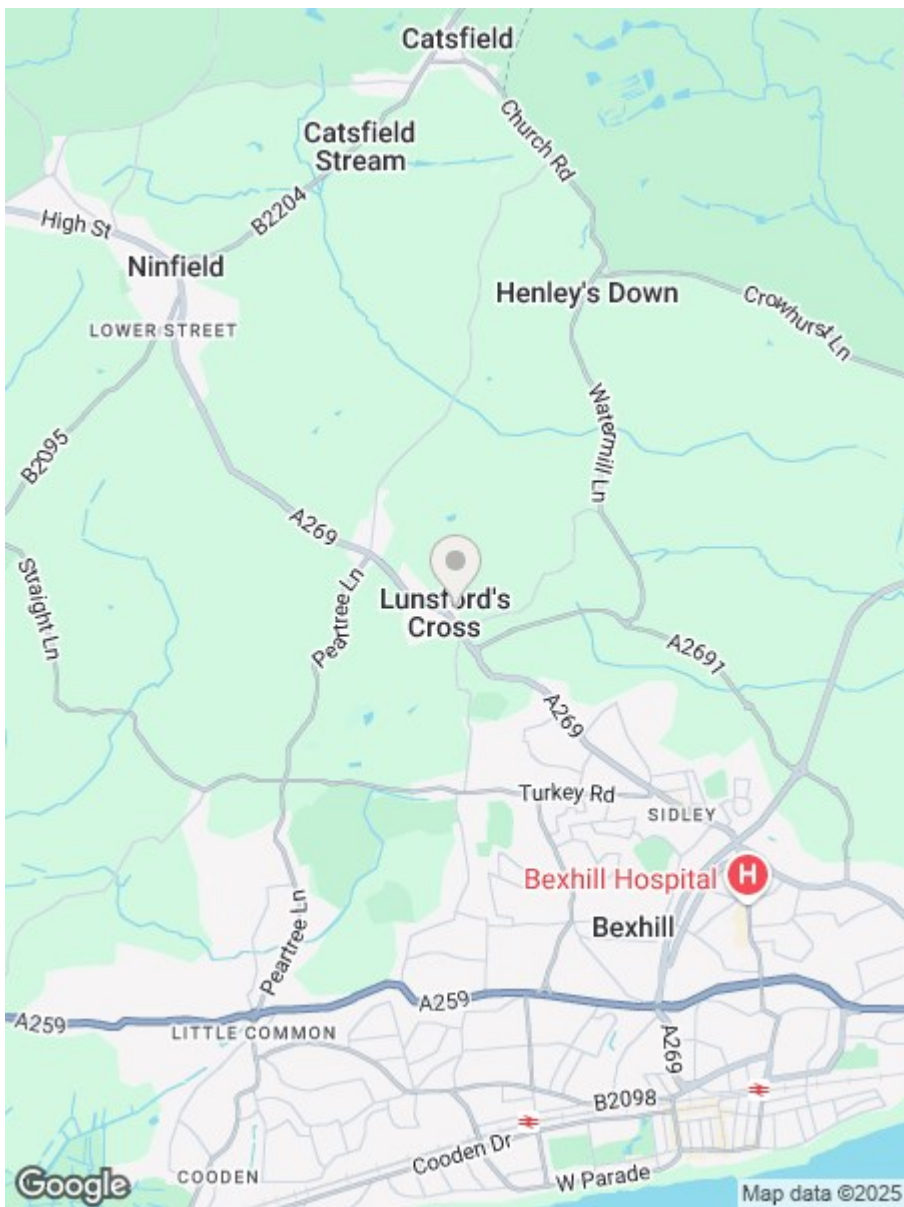 Catsfield
Church Rd
Catsfield
Stream
B2204
High St
Ninfield
Henley's Down
Crowhurst Ln
LOWER STREET
B2095
Watermill Ln
A269
Straight Ln
Peartree Ln
Lunsford's
Cross
A2691
A269
Turkey Rd
SIDLEY
Bexhill Hospital
H
Bexhill
Peartree Ln
A259
A259
LITTLE COMMON
A269
B2098
Cooden Dr
COODEN
W Parade
Google
Map data ©2025